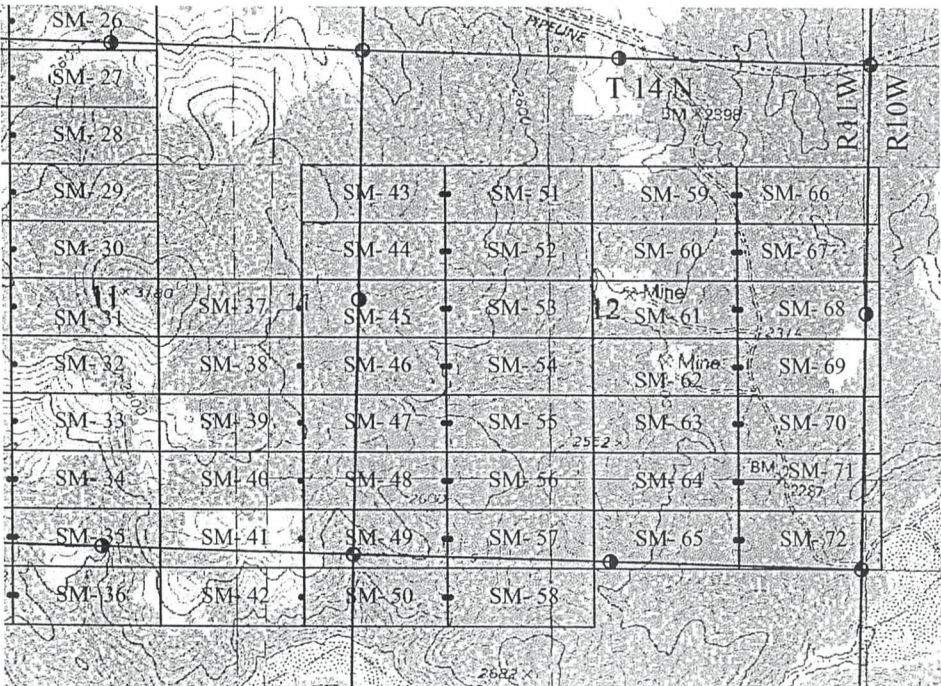 SM- 26
PIPELINE
SM- 27
T 14 N
2600
BM × 2398
R11W
R10W
SM- 28
SM- 29
SM- 43
SM- 51
SM- 59
SM- 66
SM- 30
SM- 44
SM- 52
SM- 60
SM- 67
11
× 3180
SM- 31
SM- 37
11
SM- 45
SM- 53
12
Mine
SM- 61
SM- 68
2314
SM- 32
SM- 38
SM- 46
SM- 54
Mine
SM- 62
SM- 69
SM- 33
SM- 39
SM- 47
SM- 55
2552 ×
SM- 63
SM- 70
SM- 34
SM- 40
SM- 48
2600
SM- 56
SM- 64
BM
SM- 71
× 2287
SM- 35
SM- 41
SM- 49
SM- 57
SM- 65
SM- 72
SM- 36
SM- 42
SM- 50
SM- 58
2682 ×